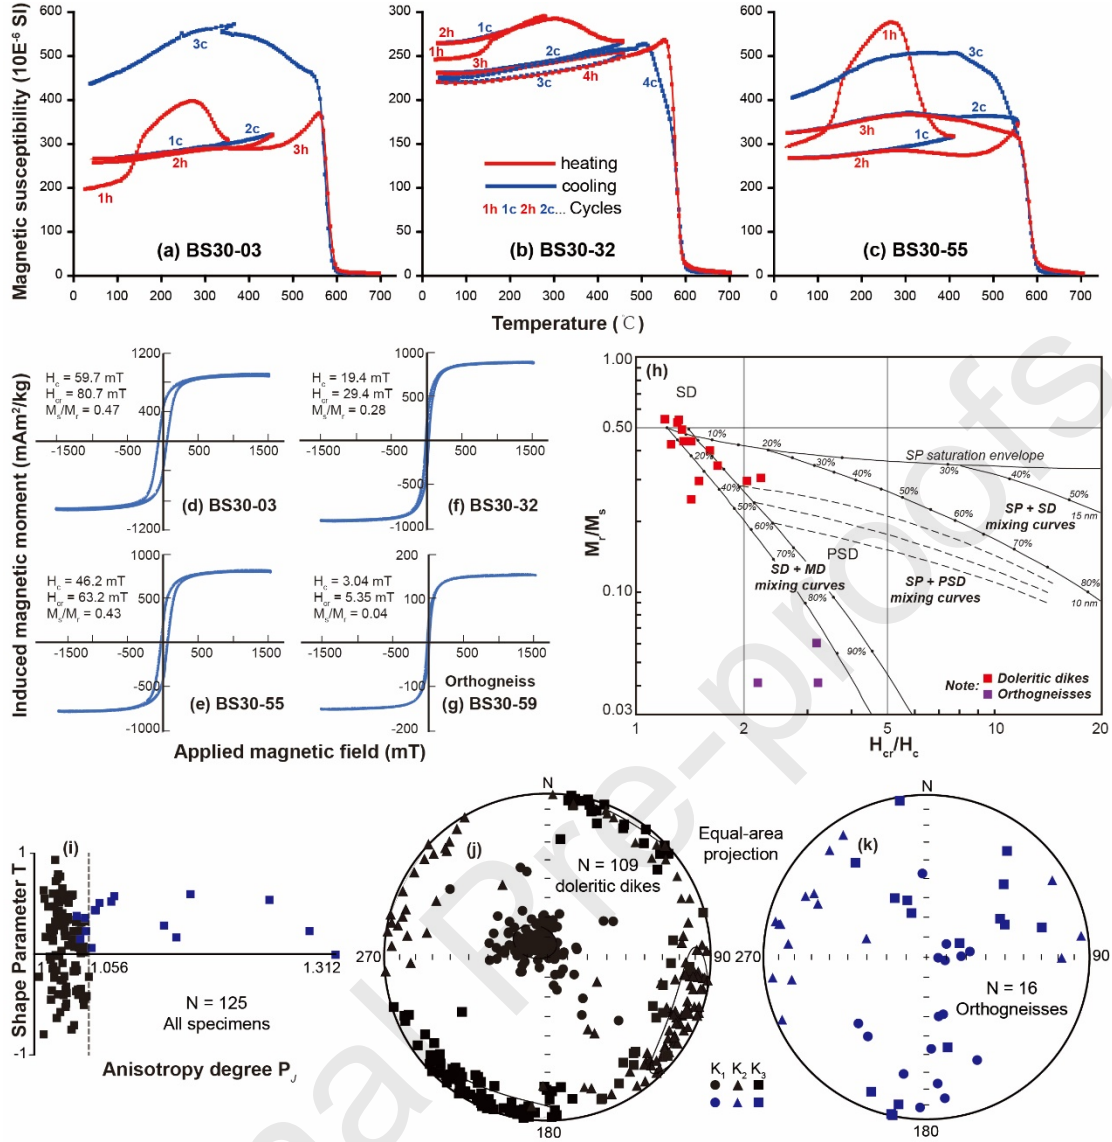 Magnetic susceptibility (10E⁻⁶ SI)
600
500
400
300
200
100
0
0 100 200 300 400 500 600 700
3c
1c
2c
2h
3h
1h
(a) BS30-03
300
250
200
150
100
50
0
0 100 200 300 400 500 600 700
2h
1c
1h
3h
2c
3c
4h
4c
heating
cooling
1h 1c 2h 2c... Cycles
(b) BS30-32
600
500
400
300
200
100
0
0 100 200 300 400 500 600 700
1h
3c
2c
3h
1c
2h
(c) BS30-55
Temperature (℃)
Induced magnetic moment (mAm²/kg)
1200
400
-1200
-1500 -500 500 1500
Hc = 59.7 mT
Hcr = 80.7 mT
Ms/Mr = 0.47
(d) BS30-03
1000
500
-500
-1000
-1500 -500 500 1500
Hc = 19.4 mT
Hcr = 29.4 mT
Ms/Mr = 0.28
(f) BS30-32
1000
500
-500
-1000
-1500 -500 500 1500
Hc = 46.2 mT
Hcr = 63.2 mT
Ms/Mr = 0.43
(e) BS30-55
200
100
-100
-200
-1500 -500 500 1500
Hc = 3.04 mT
Hcr = 5.35 mT
Ms/Mr = 0.04
Orthogneiss
(g) BS30-59
Applied magnetic field (mT)
(h)
Mr/Ms
1.00
0.50
0.10
0.03
1 2 5 10 20
Hcr/Hc
SD
PSD
SP saturation envelope
10%
20%
30%
40%
50%
15 nm
SP + SD
mixing curves
30%
40%
50%
60%
70%
80%
10 nm
SP + PSD
mixing curves
20%
40%
50%
60%
70%
80%
90%
SD + MD
mixing curves
Note:
Doleritic dikes
Orthogneisses
(i)
Shape Parameter T
1
-1
1
1.056
1.312
N = 125
All specimens
Anisotropy degree PJ
(j)
N
90
180
270
N = 109
doleritic dikes
Equal-area
projection
K₁ K₂ K₃
(k)
N
90
180
270
N = 16
Orthogneisses
nal Pre-proofs